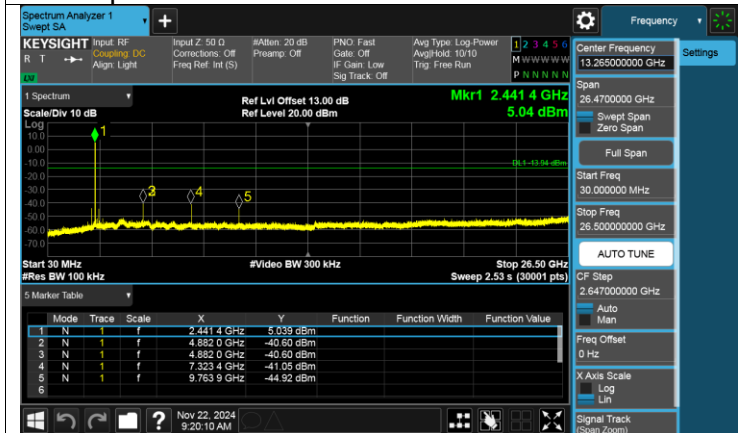 Spectrum Analyzer 1
Swept SA
Frequency
KEYSIGHT
R T
LXI
Input: RF
Coupling: DC
Align: Light
Input Z: 50 Ω
Corrections: Off
Freq Ref: Int (S)
#Atten: 20 dB
Preamp: Off
PNO: Fast
Gate: Off
IF Gain: Low
Sig Track: Off
Avg Type: Log-Power
Avg|Hold: 10/10
Trig: Free Run
1 2 3 4 5 6
M W W W W W
P N N N N N
Center Frequency
13.265000000 GHz
Settings
Span
26.4700000 GHz
Swept Span
Zero Span
Full Span
Start Freq
30.000000 MHz
Stop Freq
26.500000000 GHz
AUTO TUNE
CF Step
2.647000000 GHz
Auto
Man
Freq Offset
0 Hz
X Axis Scale
Log
Lin
Signal Track
(Span Zoom)
1 Spectrum
Scale/Div 10 dB
Ref Lvl Offset 13.00 dB
Ref Level 20.00 dBm
Mkr1 2.441 4 GHz
5.04 dBm
Log
10.0
0.00
-10.0
-20.0
-30.0
-40.0
-50.0
-60.0
-70.0
1
3
4
5
DL1 -13.94 dBm
Start 30 MHz
#Res BW 100 kHz
#Video BW 300 kHz
Stop 26.50 GHz
Sweep 2.53 s (30001 pts)
5 Marker Table
Mode Trace Scale X Y Function Function Width Function Value
1 N 1 f 2.441 4 GHz 5.039 dBm
2 N 1 f 4.882 0 GHz -40.60 dBm
3 N 1 f 4.882 0 GHz -40.60 dBm
4 N 1 f 7.323 4 GHz -41.05 dBm
5 N 1 f 9.763 9 GHz -44.92 dBm
6
?
Nov 22, 2024
9:20:10 AM